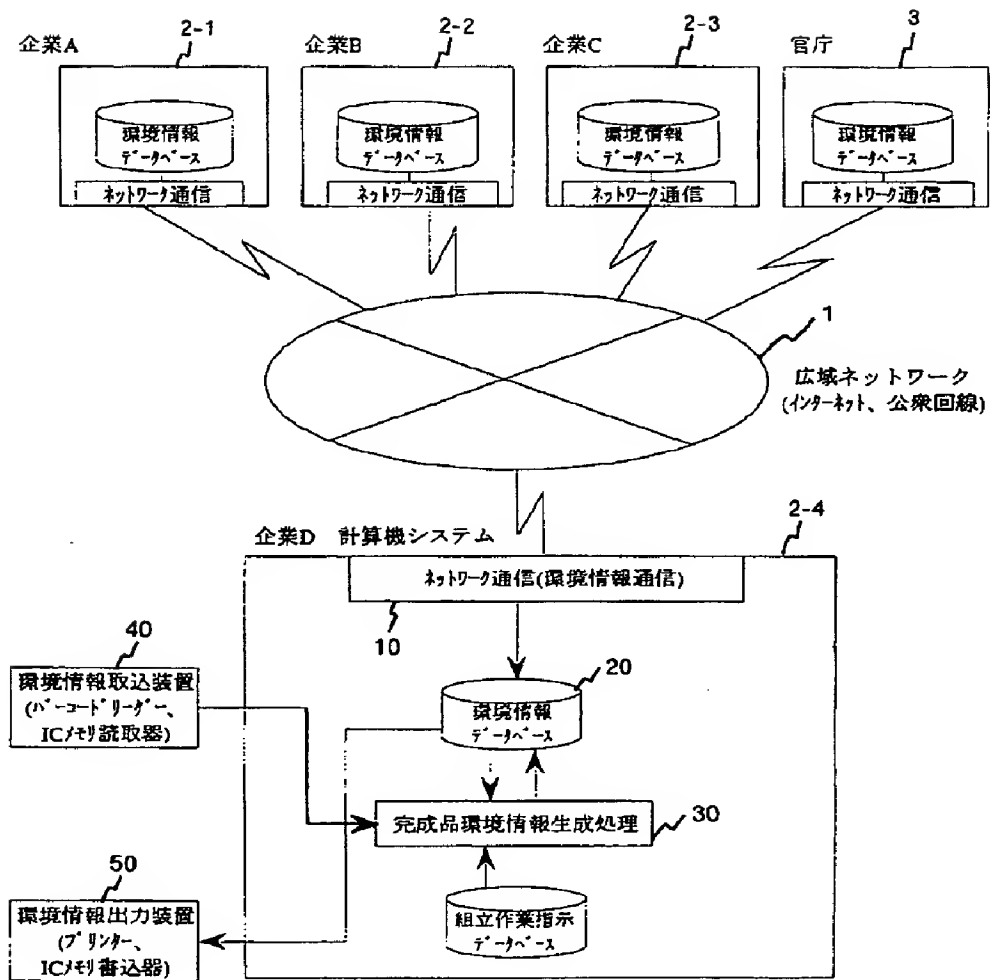 企業A
2-1
企業B
2-2
企業C
2-3
官庁
3
環境情報
データベース
ネットワーク通信
環境情報
データベース
ネットワーク通信
環境情報
データベース
ネットワーク通信
環境情報
データベース
ネットワーク通信
1
広域ネットワーク
(インターネット、公衆回線)
企業D 計算機システム
2-4
ネットワーク通信(環境情報通信)
10
40
環境情報取込装置
(バーコードリーダー、
ICメモリ読取器)
20
環境情報
データベース
完成品環境情報生成処理
30
50
環境情報出力装置
(プリンター、
ICメモリ書込器)
組立作業指示
データベース